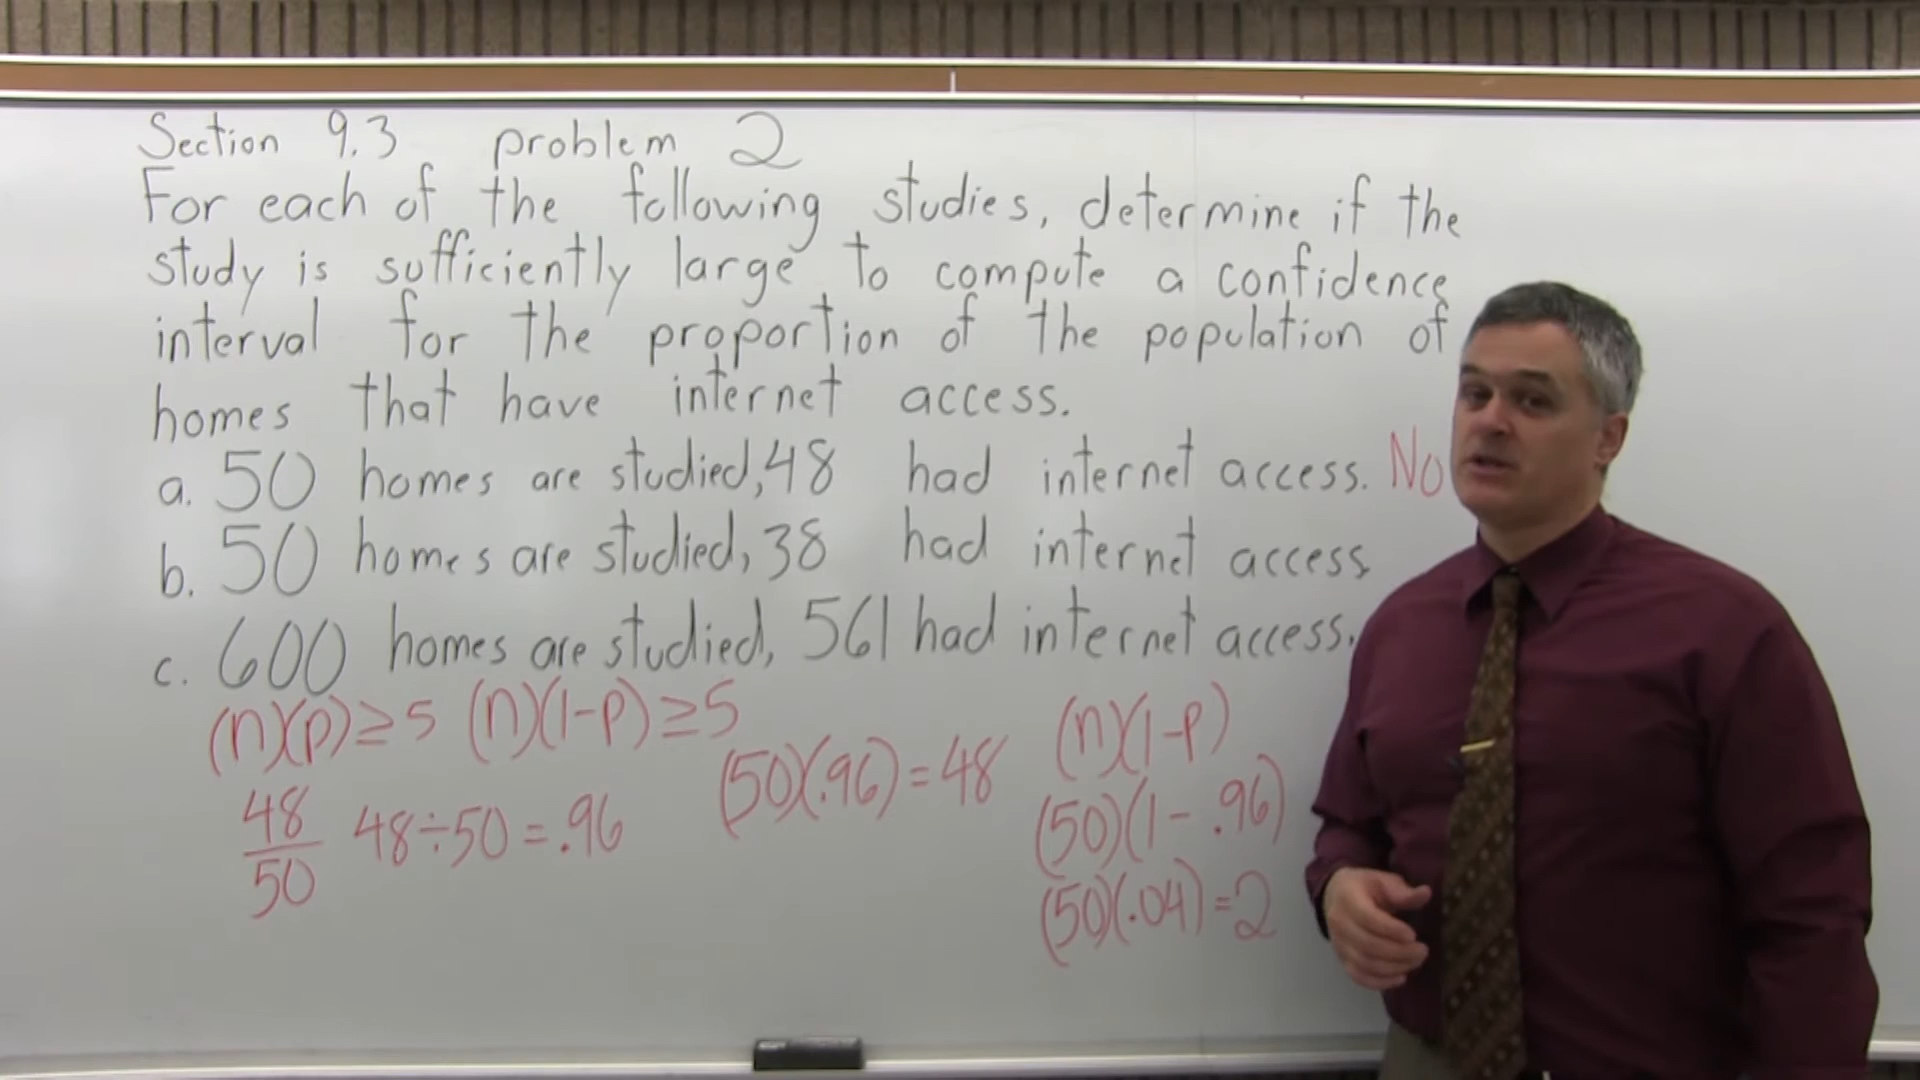 Section 9.3 problem 2
For each of the following studies, determine if the
study is sufficiently large to compute a confidence
interval for the proportion of the population of
homes that have internet access.
a. 50 homes are studied, 48 had internet access. No
b. 50 homes are studied, 38 had internet access
c. 600 homes are studied, 561 had internet access.
(n)(p) ≥ 5 (n)(1-p) ≥ 5
48/50 48÷50 = .96
(50)(.96) = 48
(n)(1-p)
(50)(1 - .96)
(50)(.04) = 2